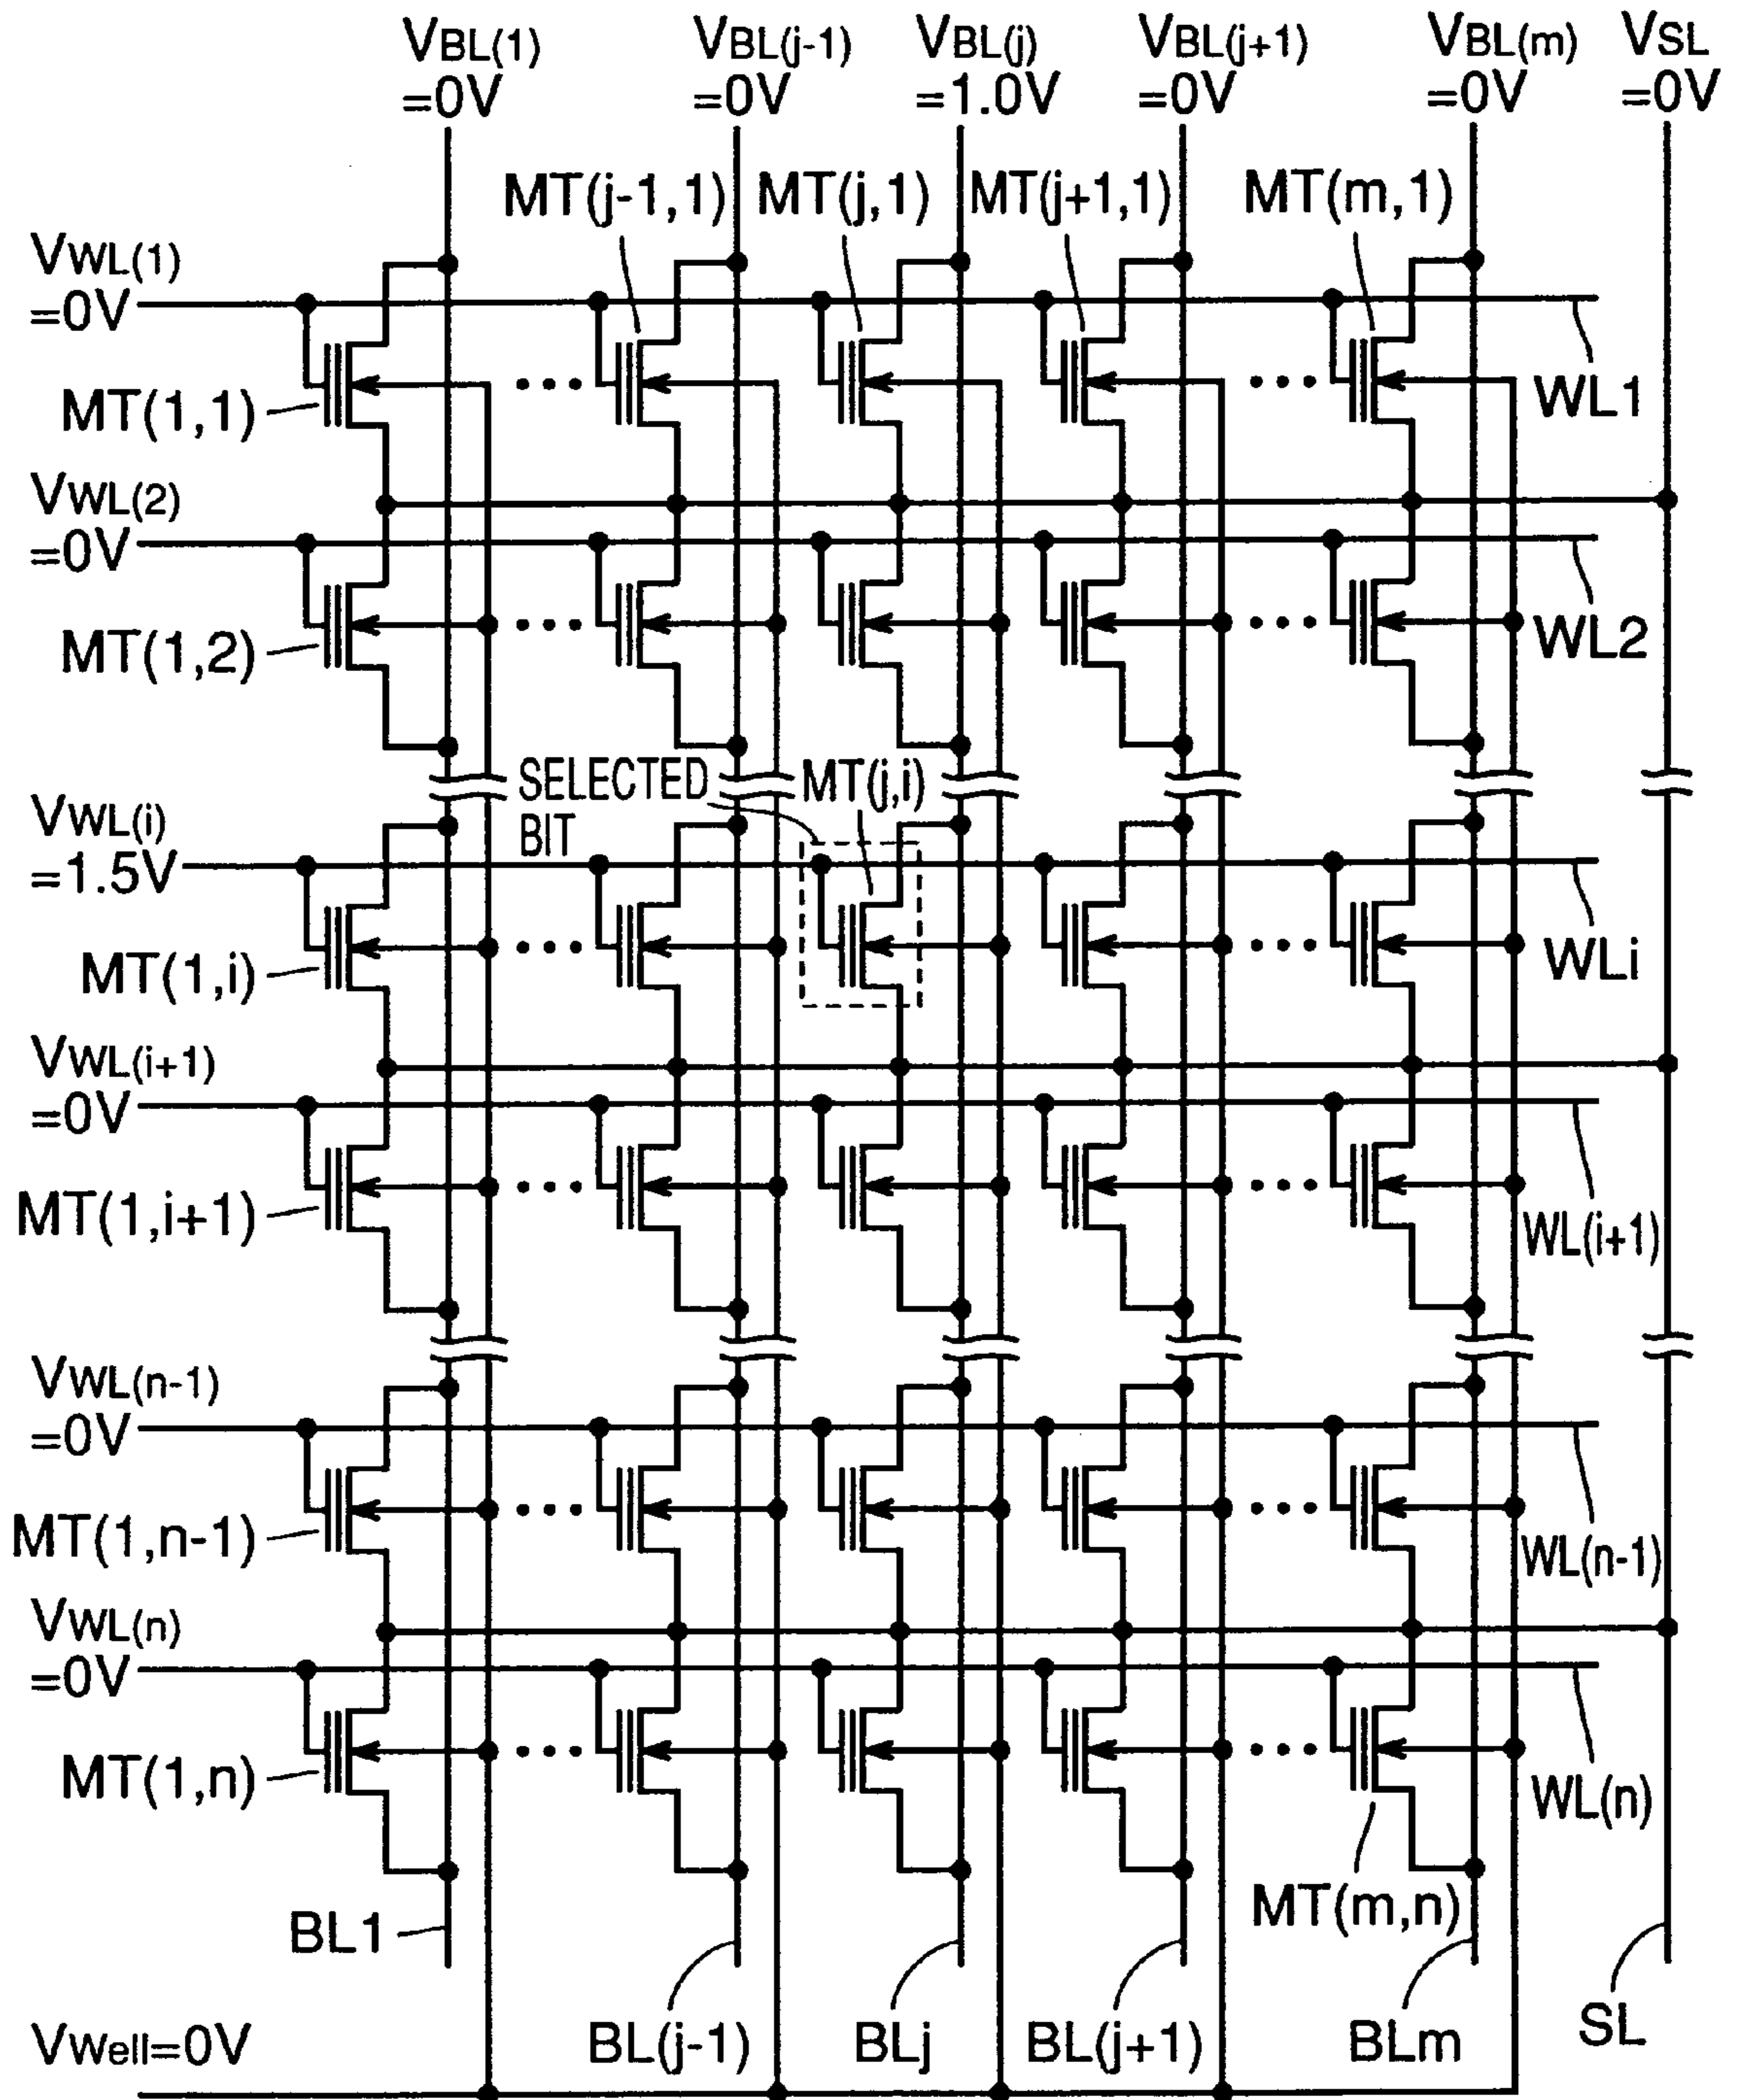 VBL(1) VBL(j-1) VBL(j) VBL(j+1) VBL(m) VSL
=0V =0V =1.0V =0V =0V =0V
MT(j-1,1) MT(j,1) MT(j+1,1) MT(m,1)
VWL(1)
=0V
WL1
MT(1,1)
VWL(2)
=0V
WL2
MT(1,2)
SELECTED MT(j,i)
BIT
VWL(i)
=1.5V
WLi
MT(1,i)
VWL(i+1)
=0V
MT(1,i+1)
WL(i+1)
VWL(n-1)
=0V
MT(1,n-1)
WL(n-1)
VWL(n)
=0V
MT(1,n)
WL(n)
MT(m,n)
BL1
BL(j-1) BLj BL(j+1) BLm SL
VWell=0V